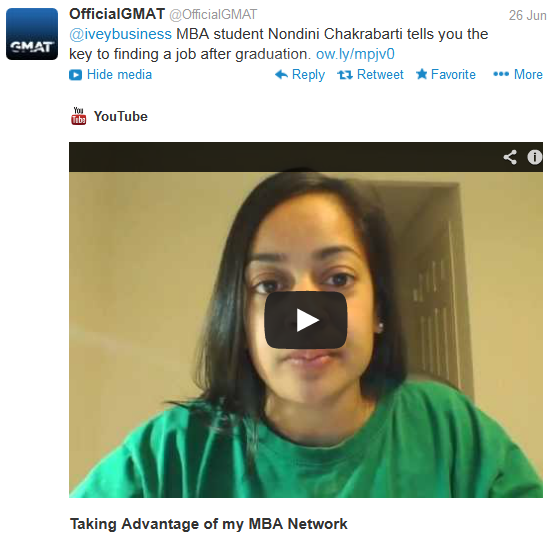 OfficialGMAT @OfficialGMAT 26 Jun
GMAT
@iveybusiness MBA student Nondini Chakrabarti tells you the
key to finding a job after graduation. ow.ly/mpjv0
Hide media Reply Retweet Favorite More
You
Tube YouTube
Taking Advantage of my MBA Network